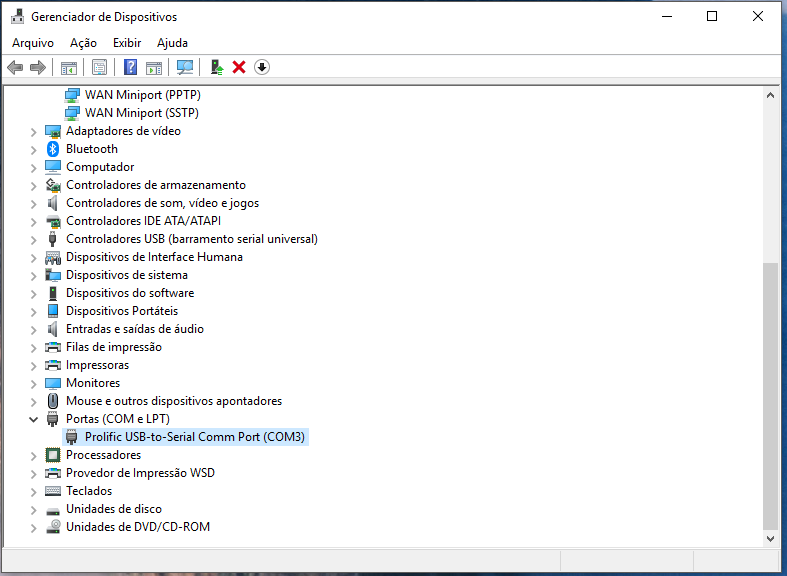 Gerenciador de Dispositivos
Arquivo Ação Exibir Ajuda
WAN Miniport (PPTP)
WAN Miniport (SSTP)
Adaptadores de vídeo
Bluetooth
Computador
Controladores de armazenamento
Controladores de som, vídeo e jogos
Controladores IDE ATA/ATAPI
Controladores USB (barramento serial universal)
Dispositivos de Interface Humana
Dispositivos de sistema
Dispositivos do software
Dispositivos Portáteis
Entradas e saídas de áudio
Filas de impressão
Impressoras
Monitores
Mouse e outros dispositivos apontadores
Portas (COM e LPT)
Prolific USB-to-Serial Comm Port (COM3)
Processadores
Provedor de Impressão WSD
Teclados
Unidades de disco
Unidades de DVD/CD-ROM